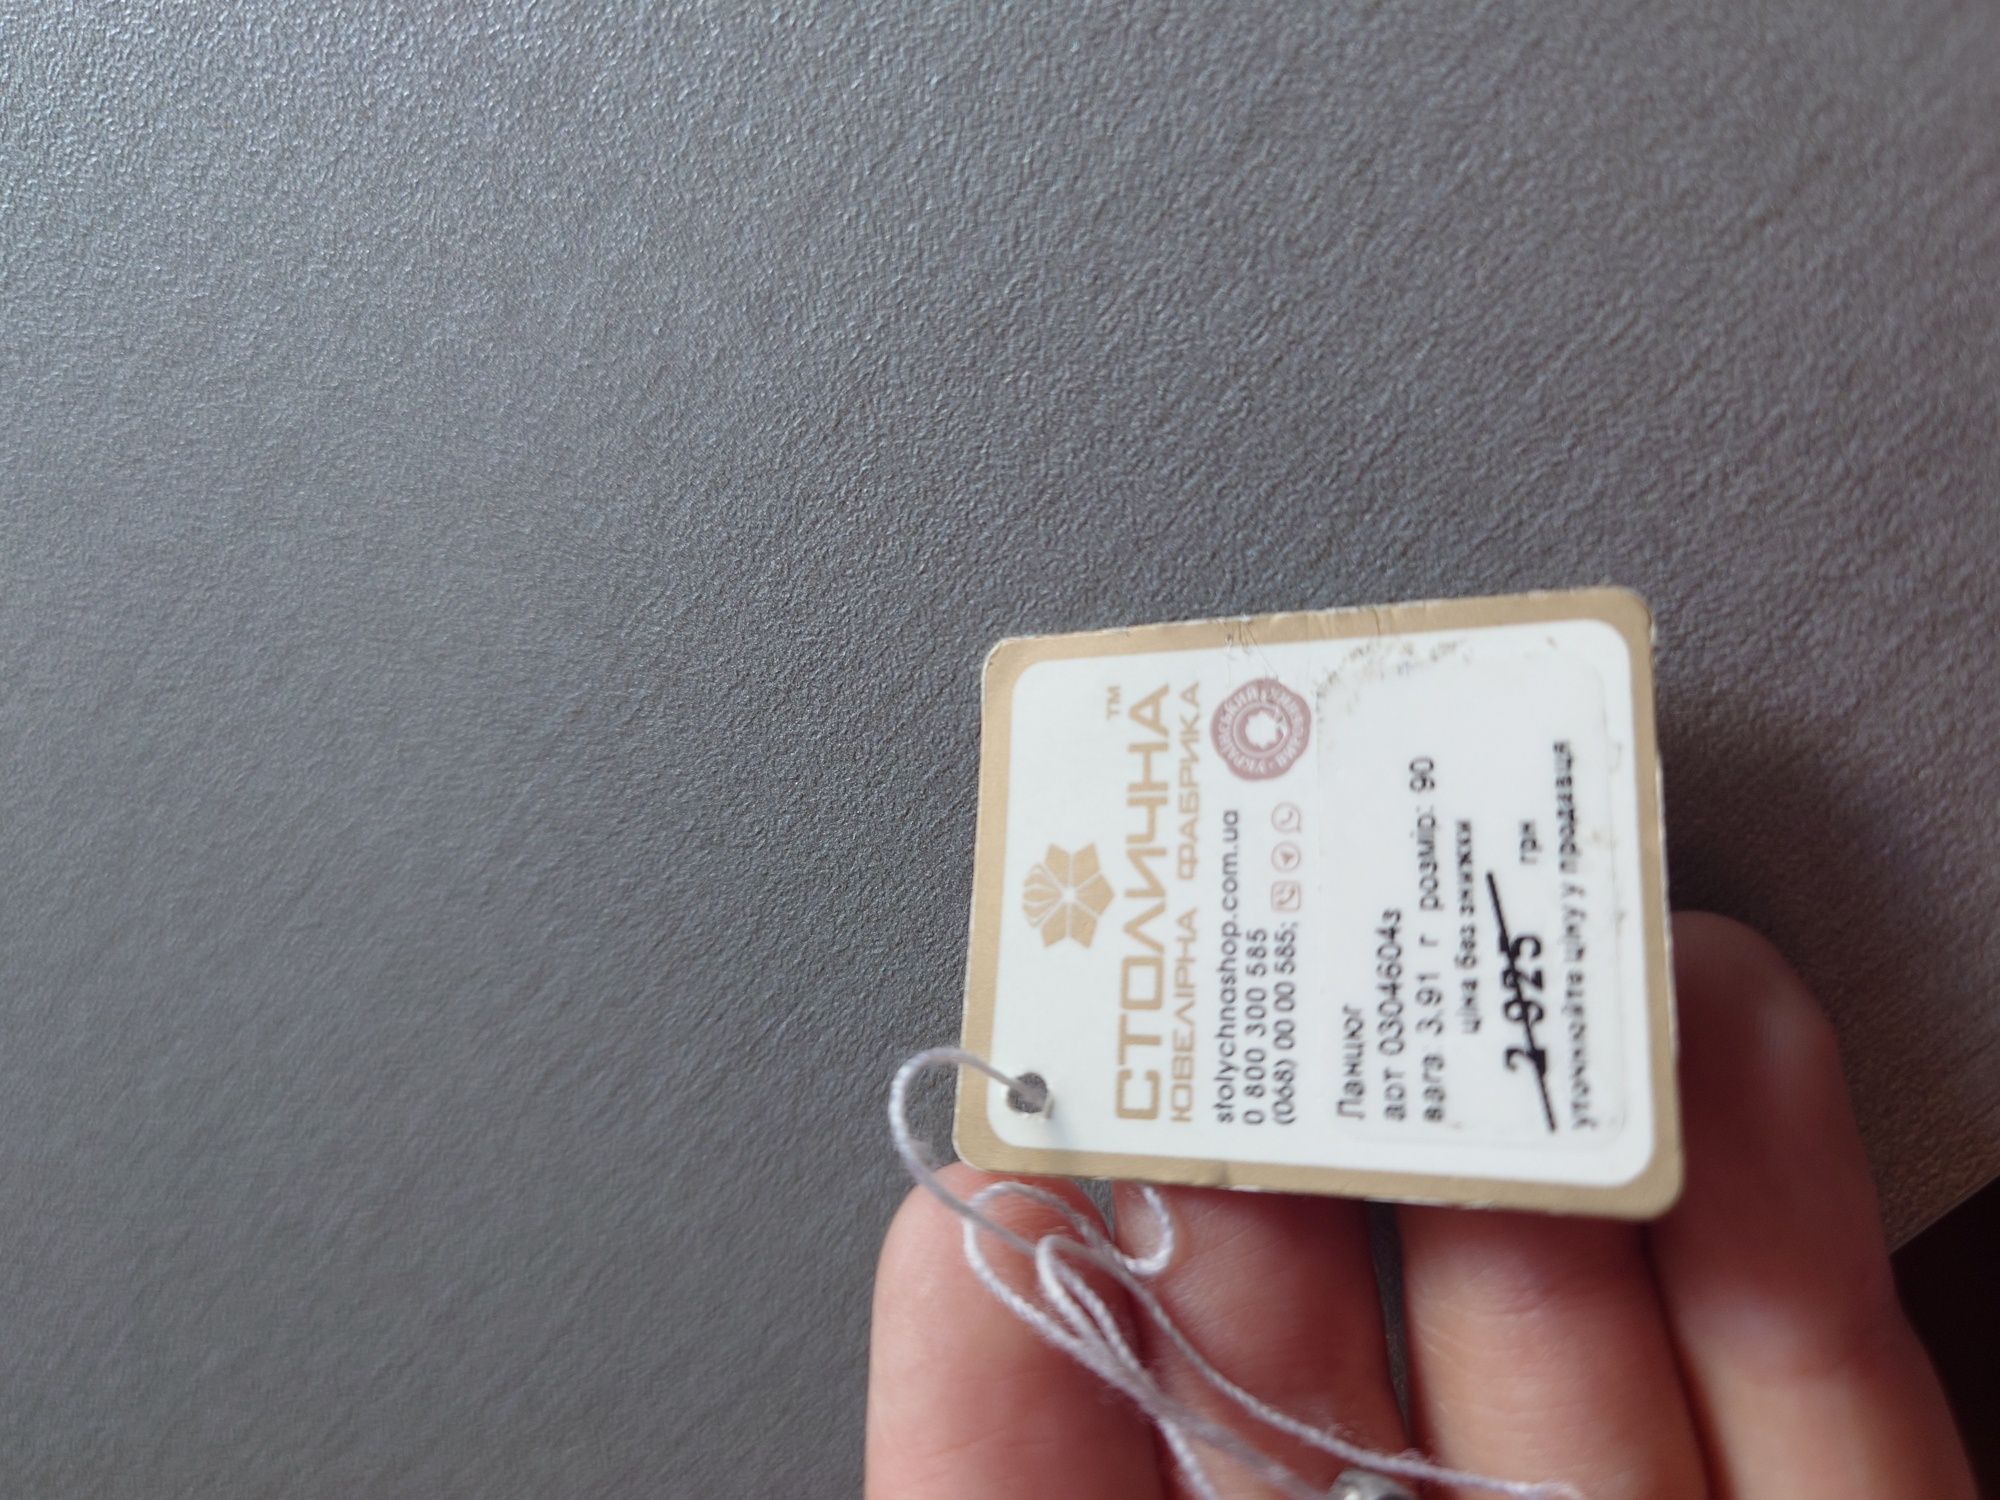 СТОЛИЧНА™
ЮВЕЛІРНА ФАБРИКА
stolychnashop.com.ua
0 800 300 585
(068) 00 00 585;
Ланцюг
арт 0304604з
вага 3.91 г розмір: 90
ціна без знижки
2 925 грн
уточнюйте ціну у продавця